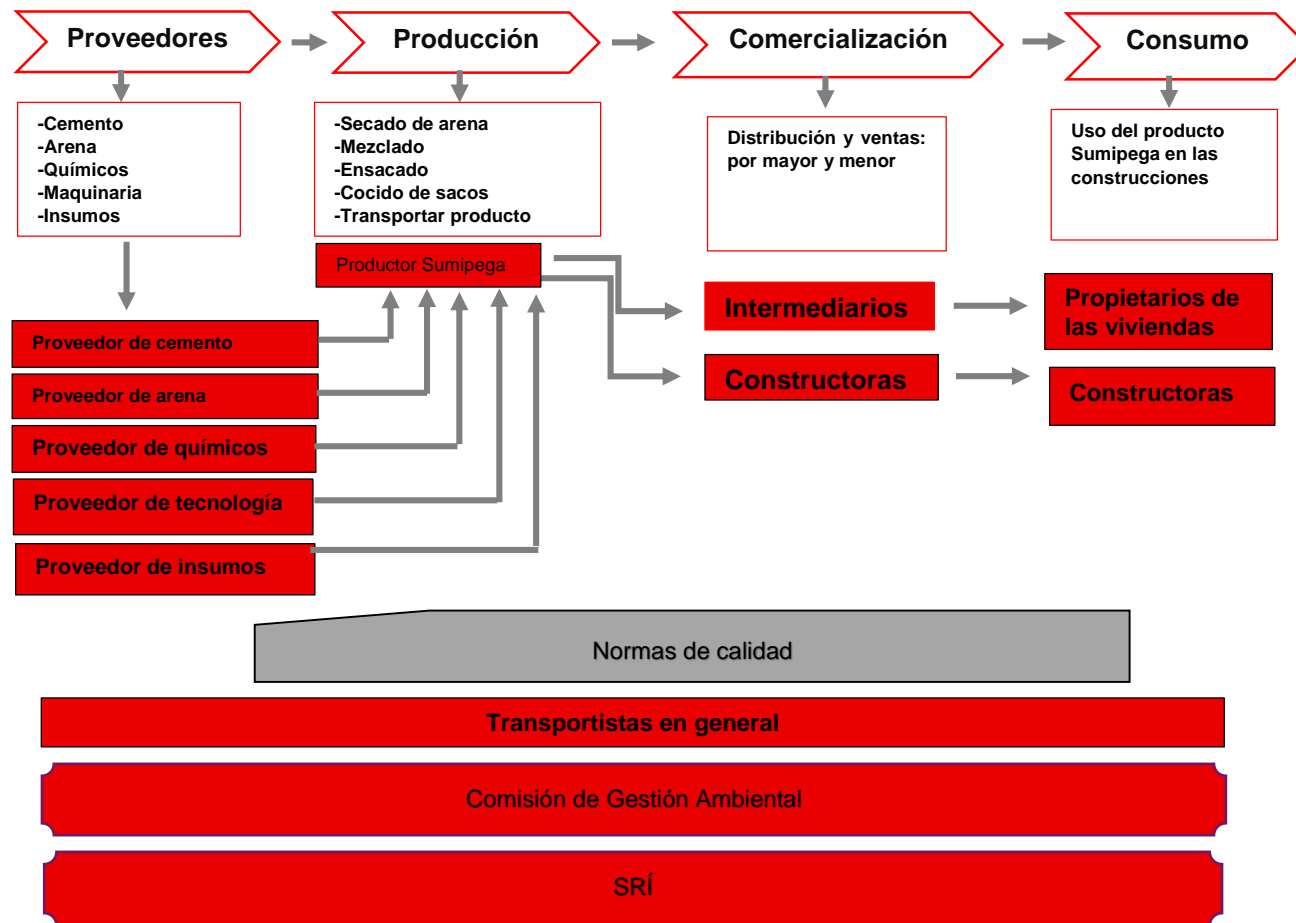 Proveedores
Producción
Comercialización
Consumo
-Cemento
-Arena
-Químicos
-Maquinaria
-Insumos
-Secado de arena
-Mezclado
-Ensacado
-Cocido de sacos
-Transportar producto
Distribución y ventas:
por mayor y menor
Uso del producto
Sumipega en las
construcciones
Productor Sumipega
Intermediarios
Propietarios de
las viviendas
Proveedor de cemento
Constructoras
Constructoras
Proveedor de arena
Proveedor de químicos
Proveedor de tecnología
Proveedor de insumos
Normas de calidad
Transportistas en general
Comisión de Gestión Ambiental
SRÍ